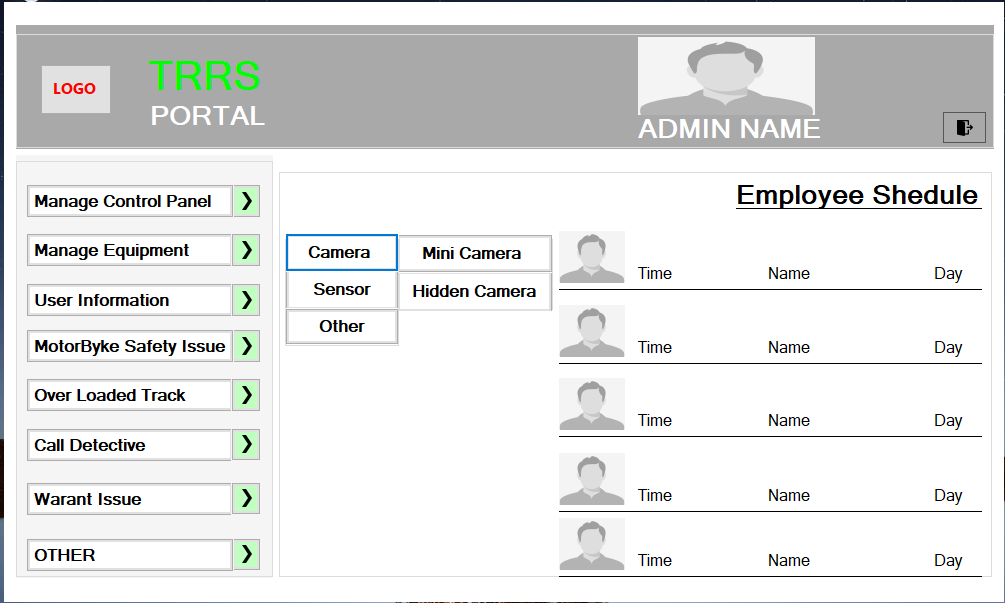 LOGO
TRRS
PORTAL
ADMIN NAME
Manage Control Panel
Manage Equipment
User Information
MotorByke Safety Issue
Over Loaded Track
Call Detective
Warant Issue
OTHER
Employee Shedule
Camera
Mini Camera
Sensor
Hidden Camera
Other
Time Name Day
Time Name Day
Time Name Day
Time Name Day
Time Name Day